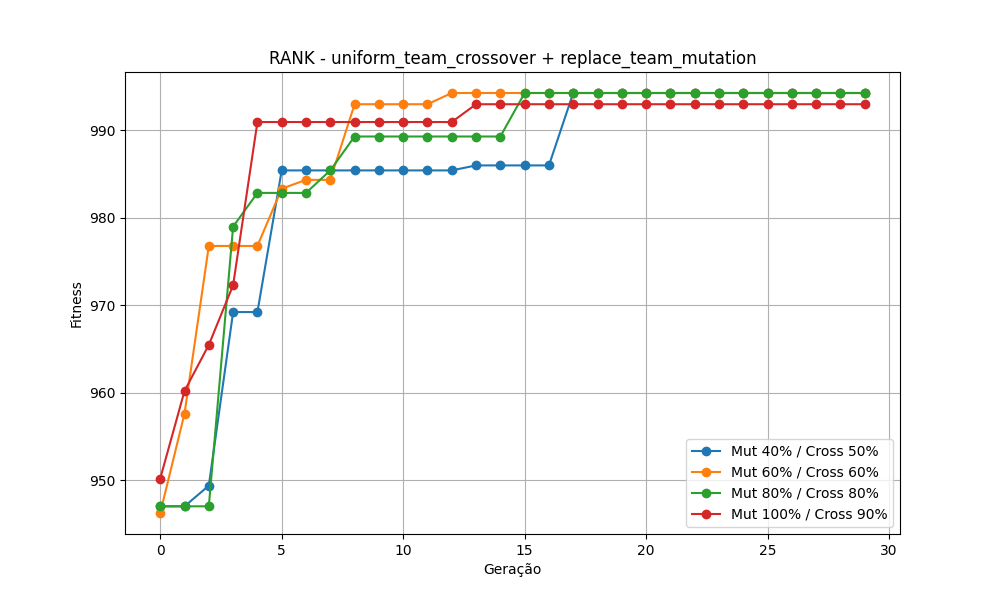 RANK - uniform_team_crossover + replace_team_mutation
Fitness
990
980
970
960
950
0 5 10 15 20 25 30
Geração
Mut 40% / Cross 50%
Mut 60% / Cross 60%
Mut 80% / Cross 80%
Mut 100% / Cross 90%